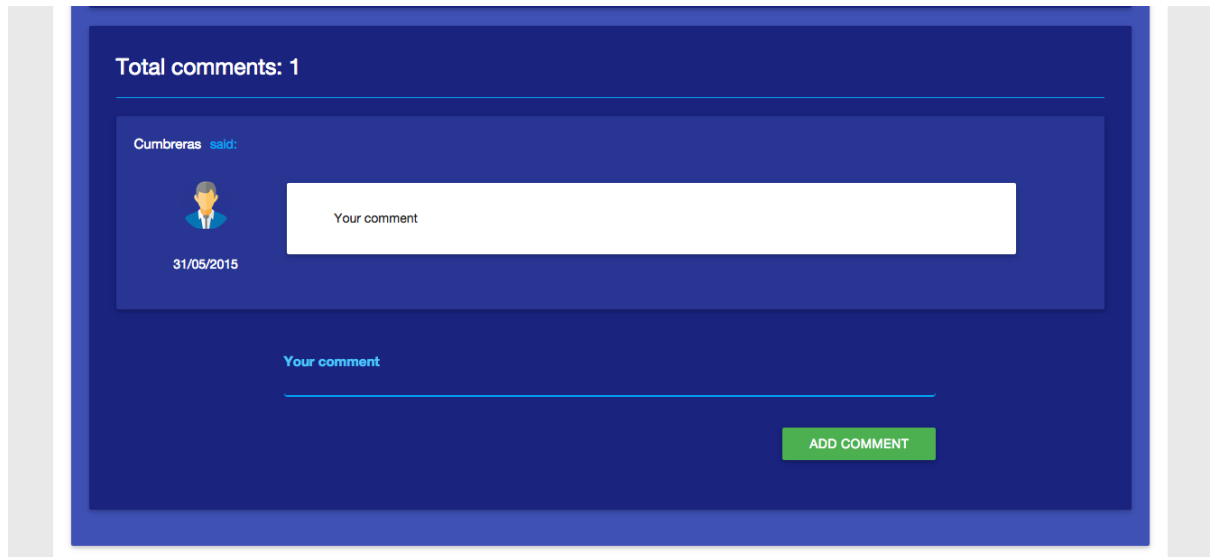 Total comments: 1
Cumbreras said:
Your comment
31/05/2015
Your comment
ADD COMMENT